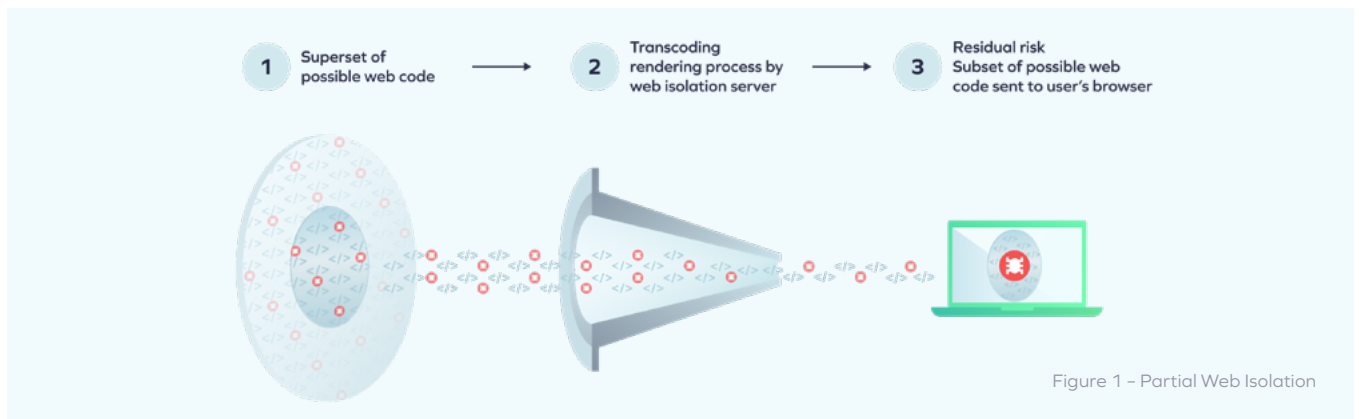 1
Superset of
possible web code
2
Transcoding
rendering process by
web isolation server
3
Residual risk
Subset of possible web
code sent to user's browser
Figure 1 – Partial Web Isolation